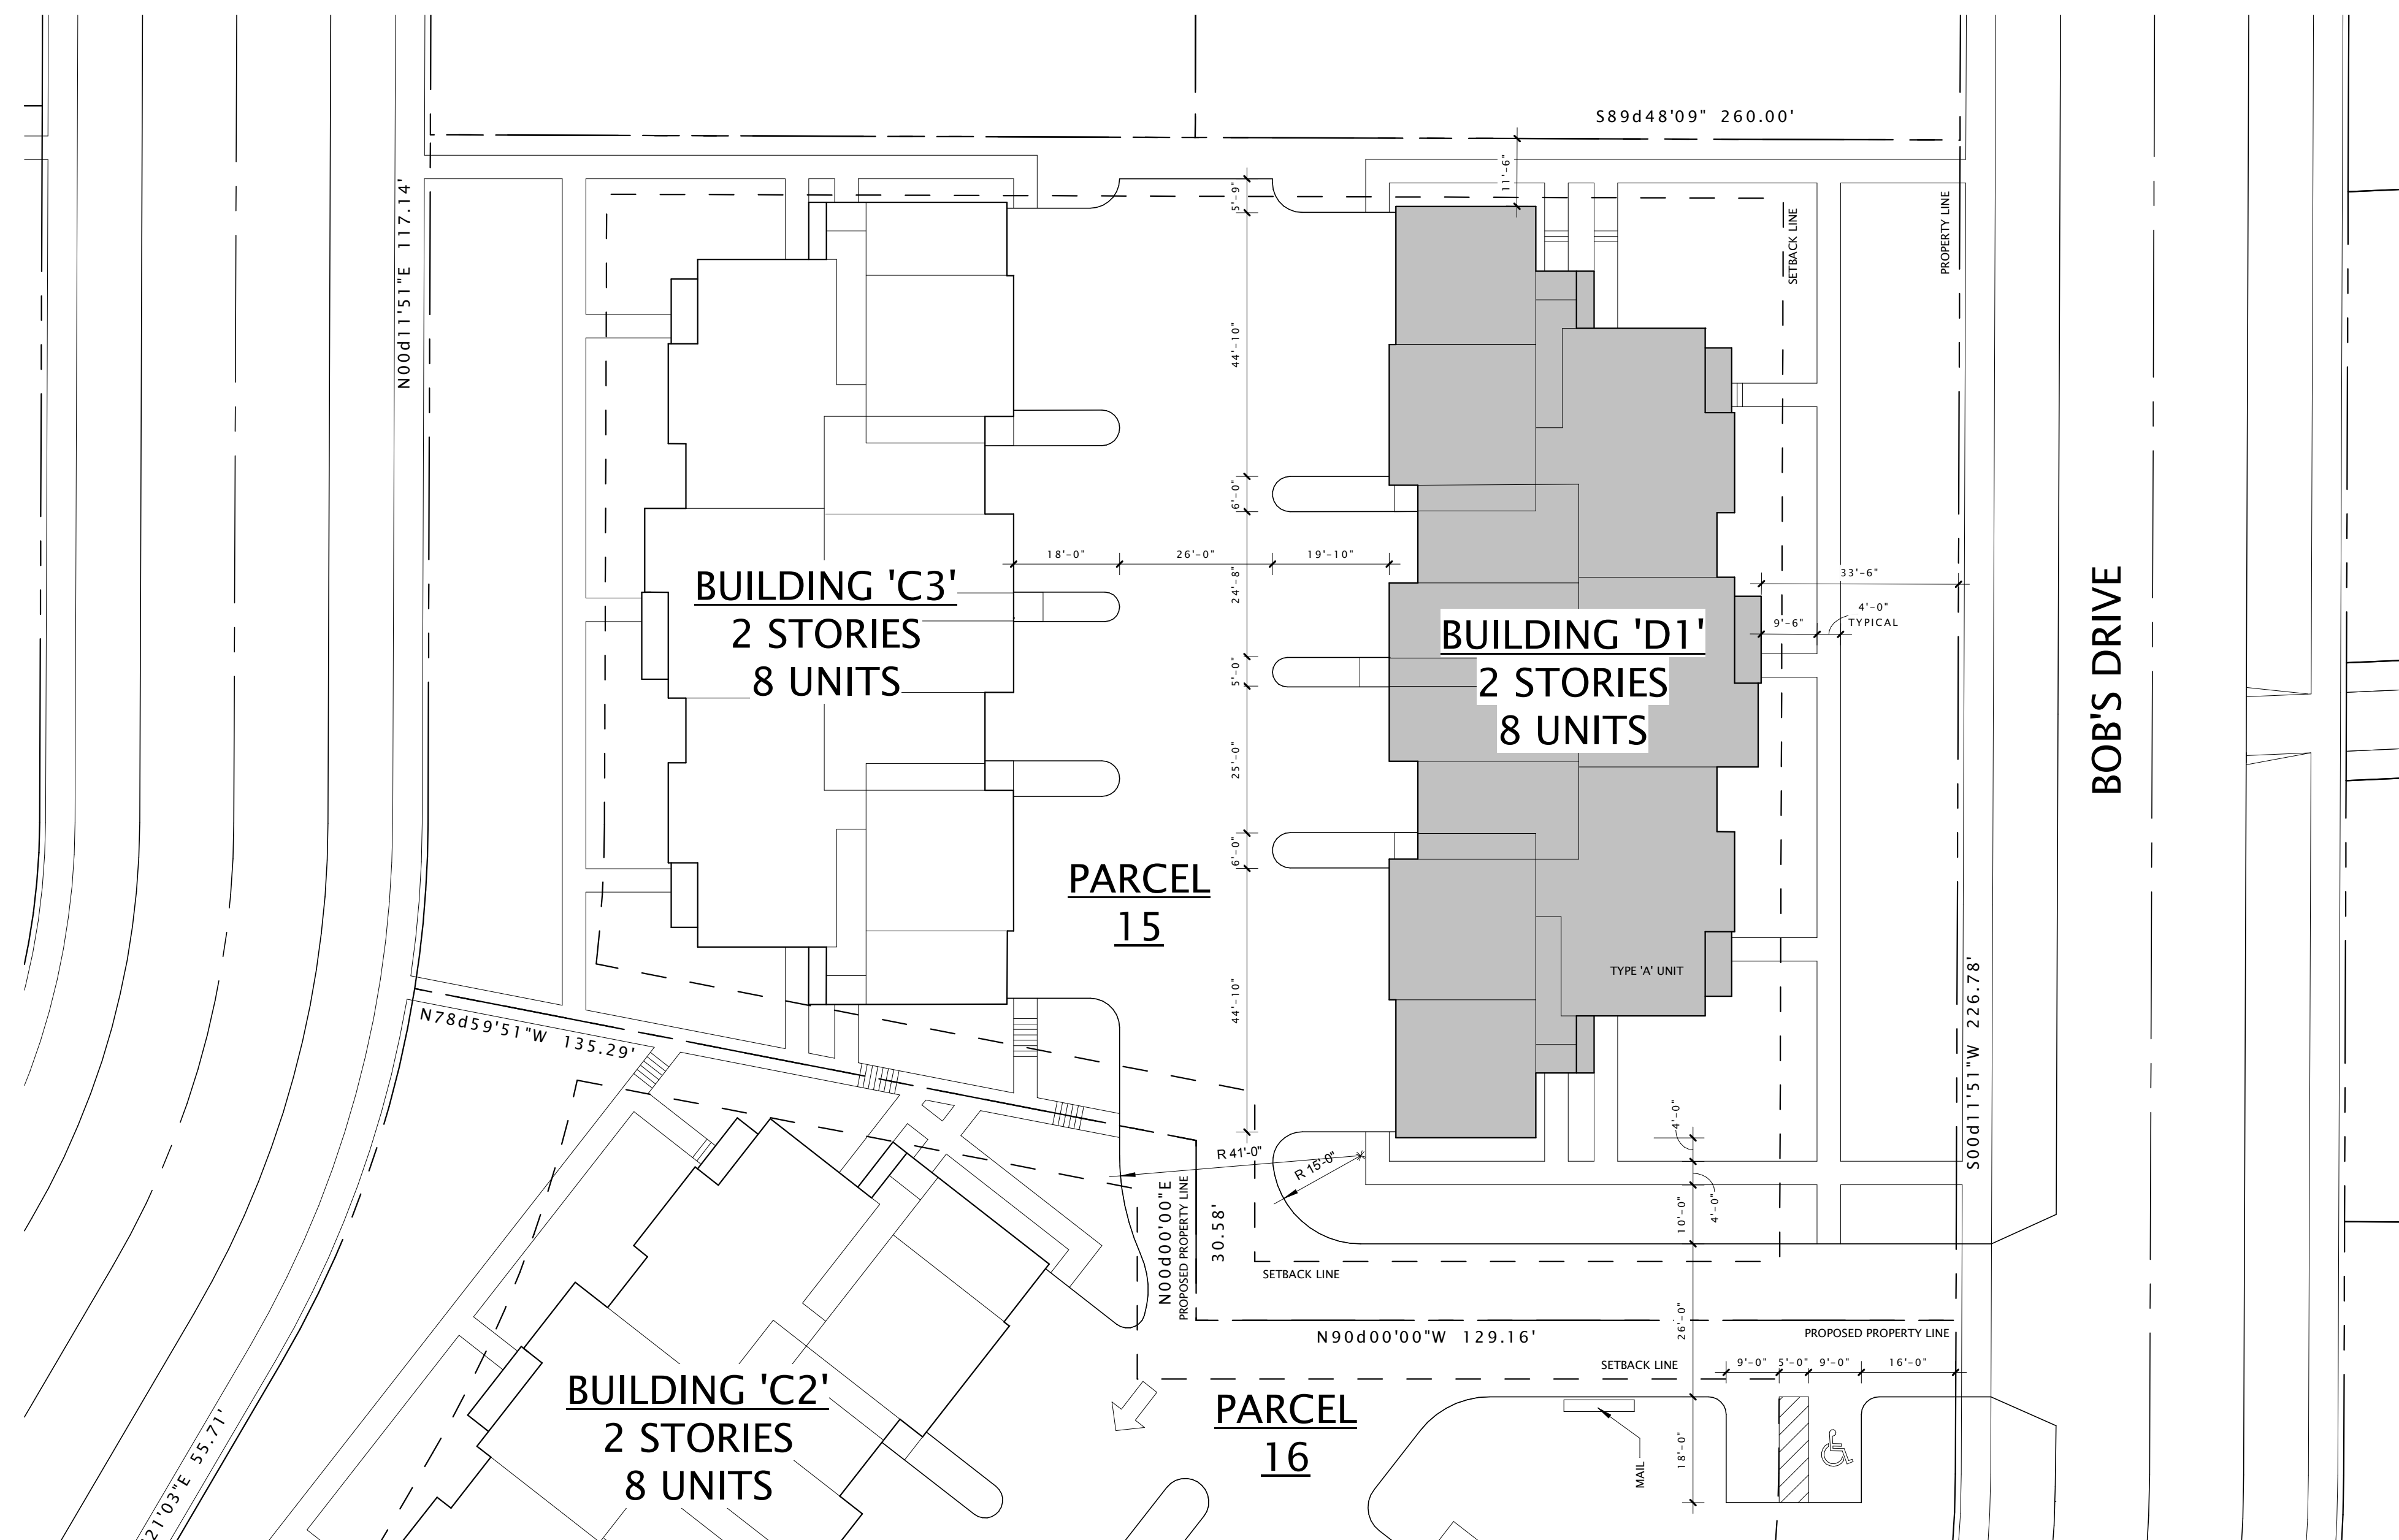 S89d48'09" 260.00'
11'-6"
5'-9"
N00d11'51"E 117.14'
SETBACK LINE
PROPERTY LINE
44'-10"
6'-0"
18'-0"
26'-0"
19'-10"
24'-8"
33'-6"
BUILDING 'C3'
2 STORIES
8 UNITS
BUILDING 'D1'
2 STORIES
8 UNITS
9'-6"
4'-0"
TYPICAL
BOB'S DRIVE
5'-0"
25'-0"
6'-0"
PARCEL
15
TYPE 'A' UNIT
44'-10"
S00d11'51"W 226.78'
N78d59'51"W 135.29'
4'-0"
R 41'-0"
R 15'-0"
N00d00'00"E
PROPOSED PROPERTY LINE
30.58'
10'-0"
4'-0"
SETBACK LINE
26'-0"
N90d00'00"W 129.16'
PROPOSED PROPERTY LINE
SETBACK LINE
9'-0"
5'-0"
9'-0"
16'-0"
BUILDING 'C2'
2 STORIES
8 UNITS
PARCEL
16
18'-0"
MAIL
21'03"E 55.71'